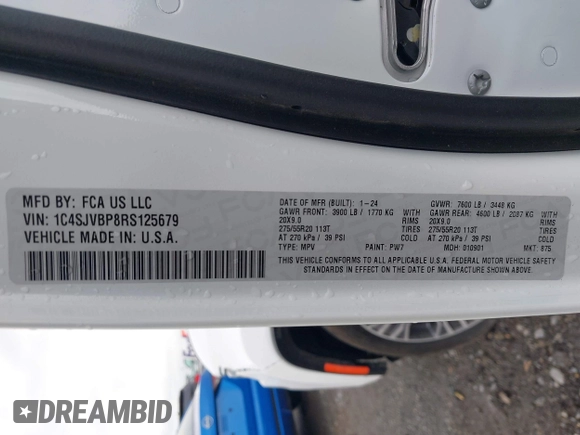 MFD BY: FCA US LLC
VIN: 1C4SJVBP8RS125679
VEHICLE MADE IN: U.S.A.
DATE OF MFR (BUILT): 1-24 GVWR: 7600 LB / 3448 KG
GAWR FRONT: 3900 LB / 1770 KG WITH GAWR REAR: 4600 LB / 2087 KG WITH
20X9.0 RIMS 20X9.0 RIMS
275/55R20 113T TIRES 275/55R20 113T TIRES
AT 270 kPa / 39 PSI COLD AT 270 kPa / 39 PSI COLD
TYPE: MPV PAINT: PW7 MDH: 010901 MKT: 875
THIS VEHICLE CONFORMS TO ALL APPLICABLE U.S.A. FEDERAL MOTOR VEHICLE SAFETY
STANDARDS IN EFFECT ON THE DATE OF MANUFACTURE SHOWN ABOVE.
DREAMBID